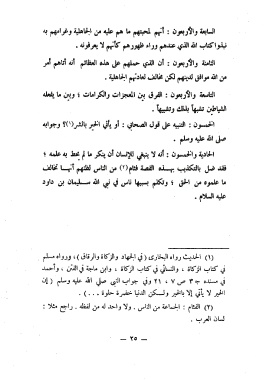 السابعة والأربعون : أنهم لمحبتهم ما هم عليه من الجاهلية وغرامهم به
نبذوا كتاب الله الذي عندهم وراء ظهورهم كأنهم لا يعرفونه .
الثامنة والأربعون : أن الذي حملهم على هذه العظائم أنه أتاهم أمر
من الله موافق لدينهم لكن مخالف لعادتهم الجاهلية .
التاسعة والأربعون : الفرق بين المعجزات والكرامات ؛ وبين ما يفعله
الشياطين تشبهاً بذلك وتشبيهاً .
الخمسون : التنبيه على قول الصحابي : أو يأتي الخير بالشر(١)؟ وجوابه
صلى الله عليه وسلم .
الحادية والخمسون : أنه لا ينبغي للإنسان أن ينكر ما لم يحط به علمه ؛
فقد ضل بالتكذيب بهذه القصة فئام(٢) من الناس لظنهم أنها تخالف
ما علموه من الحق ؛ وتكلم بسببها ناس في نبي الله سليمان بن داود
عليه السلام .
(١) الحديث رواه البخاري ( في الجهاد والزكاة والرقاق ) ، ورواه مسلم
في كتاب الزكاة ، والنسائي في كتاب الزكاة ، وابن ماجة في الفتن ، وأحمد
في مسنده ج ٣ ص ٧ ، ٢١ وفي جواب النبي صلى الله عليه وسلم ( إن
الخير لا يأتي إلا بالخير ولكن الدنيا خضرة حلوة .. ) .
(٢) الفئام : الجماعة من الناس . ولا واحد له من لفظه . راجع مثلا :
لسان العرب .
— ٢٥ —